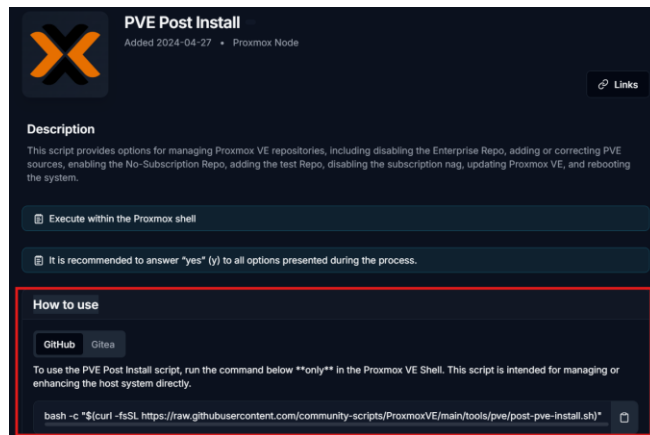 PVE Post Install
Added 2024-04-27 • Proxmox Node
Links
Description
This script provides options for managing Proxmox VE repositories, including disabling the Enterprise Repo, adding or correcting PVE
sources, enabling the No-Subscription Repo, adding the test Repo, disabling the subscription nag, updating Proxmox VE, and rebooting
the system.
Execute within the Proxmox shell
It is recommended to answer “yes” (y) to all options presented during the process.
How to use
GitHub Gitea
To use the PVE Post Install script, run the command below **only** in the Proxmox VE Shell. This script is intended for managing or
enhancing the host system directly.
bash -c "$(curl -fsSL https://raw.githubusercontent.com/community-scripts/ProxmoxVE/main/tools/pve/post-pve-install.sh)"